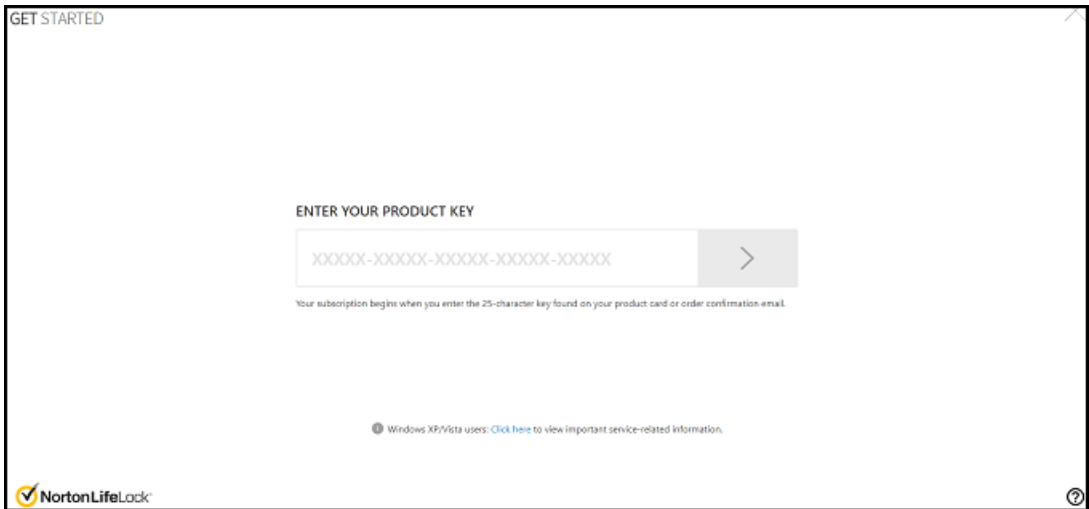 GET STARTED
ENTER YOUR PRODUCT KEY
XXXXX-XXXXX-XXXXX-XXXXX-XXXXX
Your subscription begins when you enter the 25-character key found on your product card or order confirmation email.
Windows XP/Vista users: Click here to view important service-related information.
NortonLifeLock